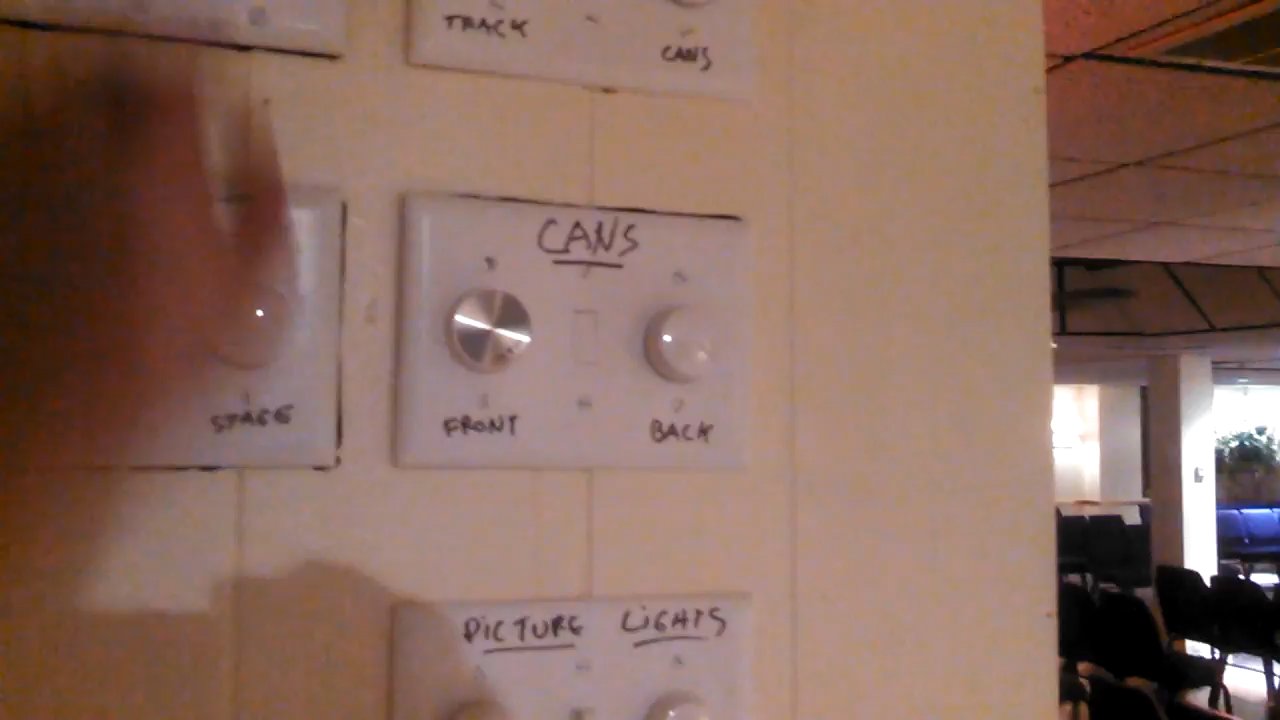 TRACK
CANS
CANS
STAGE
FRONT
BACK
PICTURE LIGHTS